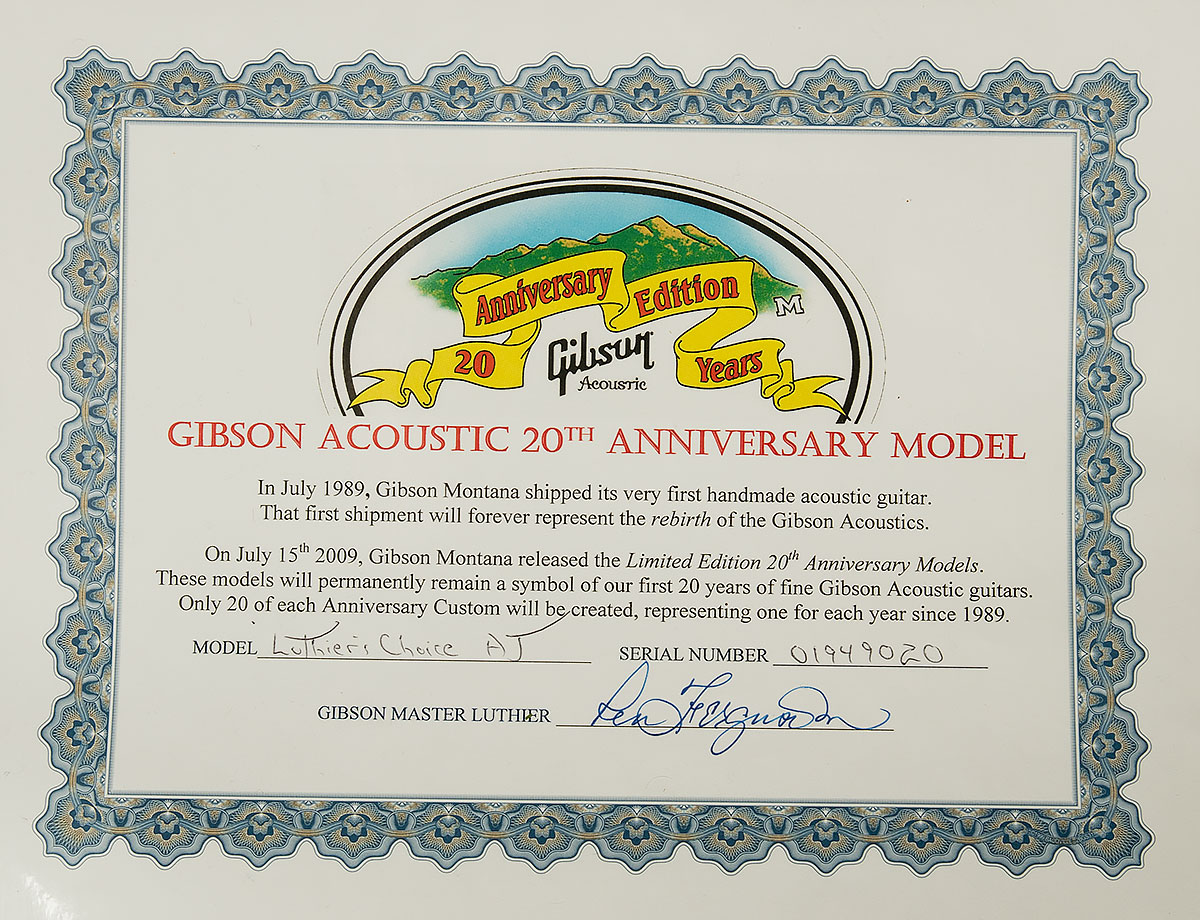 Anniversary Edition
M
20 Gibson Years
Acoustic
GIBSON ACOUSTIC 20TH ANNIVERSARY MODEL
In July 1989, Gibson Montana shipped its very first handmade acoustic guitar.
That first shipment will forever represent the rebirth of the Gibson Acoustics.
On July 15th 2009, Gibson Montana released the Limited Edition 20th Anniversary Models.
These models will permanently remain a symbol of our first 20 years of fine Gibson Acoustic guitars.
Only 20 of each Anniversary Custom will be created, representing one for each year since 1989.
MODEL Luthier's Choice AJ SERIAL NUMBER 01949020
GIBSON MASTER LUTHIER Ren Ferguson